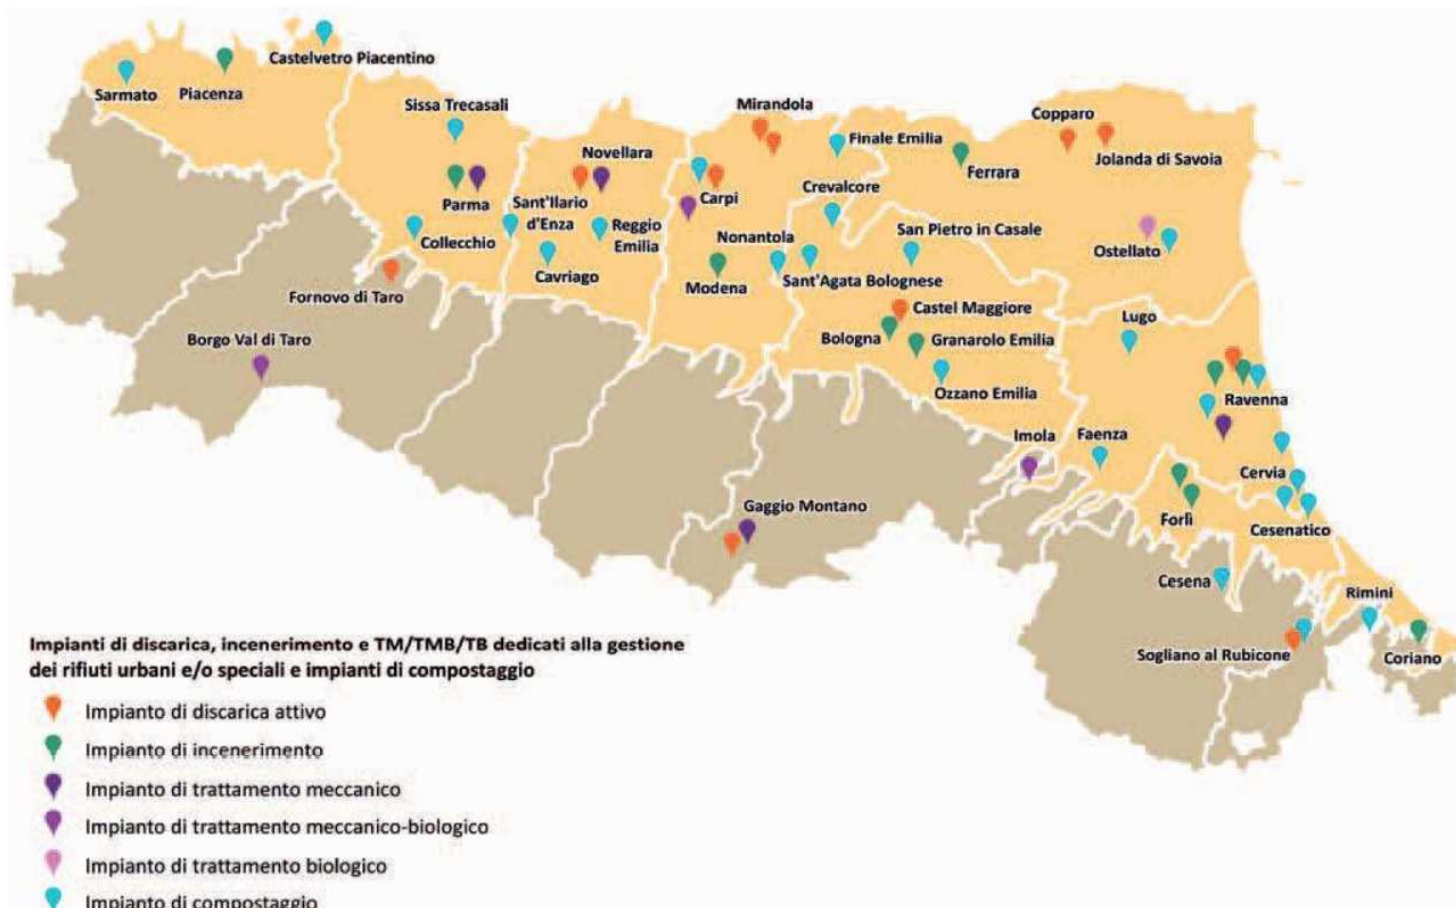 Castelvetro Piacentino
Sarmato
Piacenza
Sissa Trecasali
Mirandola
Copparo
Finale Emilia
Jolanda di Savoia
Novellara
Ferrara
Crevalcore
Parma
Sant'Ilario
d'Enza
Carpi
Reggio
Emilia
Collecchio
Nonantola
San Pietro in Casale
Ostellato
Cavriago
Sant'Agata Bolognese
Modena
Fornovo di Taro
Castel Maggiore
Lugo
Borgo Val di Taro
Bologna
Granarolo Emilia
Ozzano Emilia
Ravenna
Imola
Faenza
Cervia
Gaggio Montano
Forlì
Cesenatico
Cesena
Rimini
Sogliano al Rubicone
Coriano
Impianti di discarica, incenerimento e TM/TMB/TB dedicati alla gestione
dei rifiuti urbani e/o speciali e impianti di compostaggio
Impianto di discarica attivo
Impianto di incenerimento
Impianto di trattamento meccanico
Impianto di trattamento meccanico-biologico
Impianto di trattamento biologico
Impianto di compostaggio